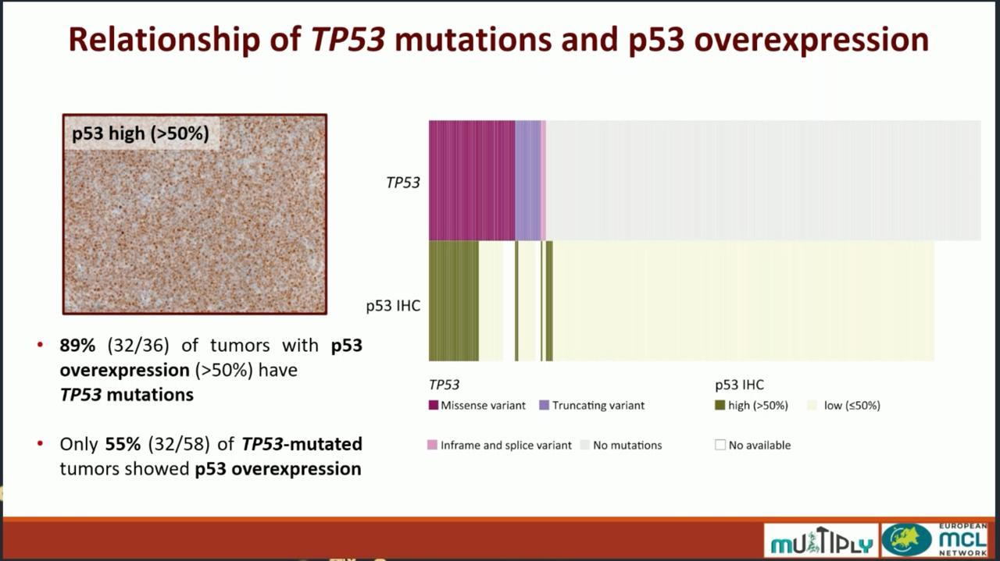 Relationship of TP53 mutations and p53 overexpression
p53 high (>50%)
• 89% (32/36) of tumors with p53
overexpression (>50%) have
TP53 mutations
• Only 55% (32/58) of TP53-mutated
tumors showed p53 overexpression
TP53
p53 IHC
TP53
Missense variant
Truncating variant
Inframe and splice variant
No mutations
p53 IHC
high (>50%)
low (≤50%)
No available
MULTIPLY
EUROPEAN
MCL
NETWORK